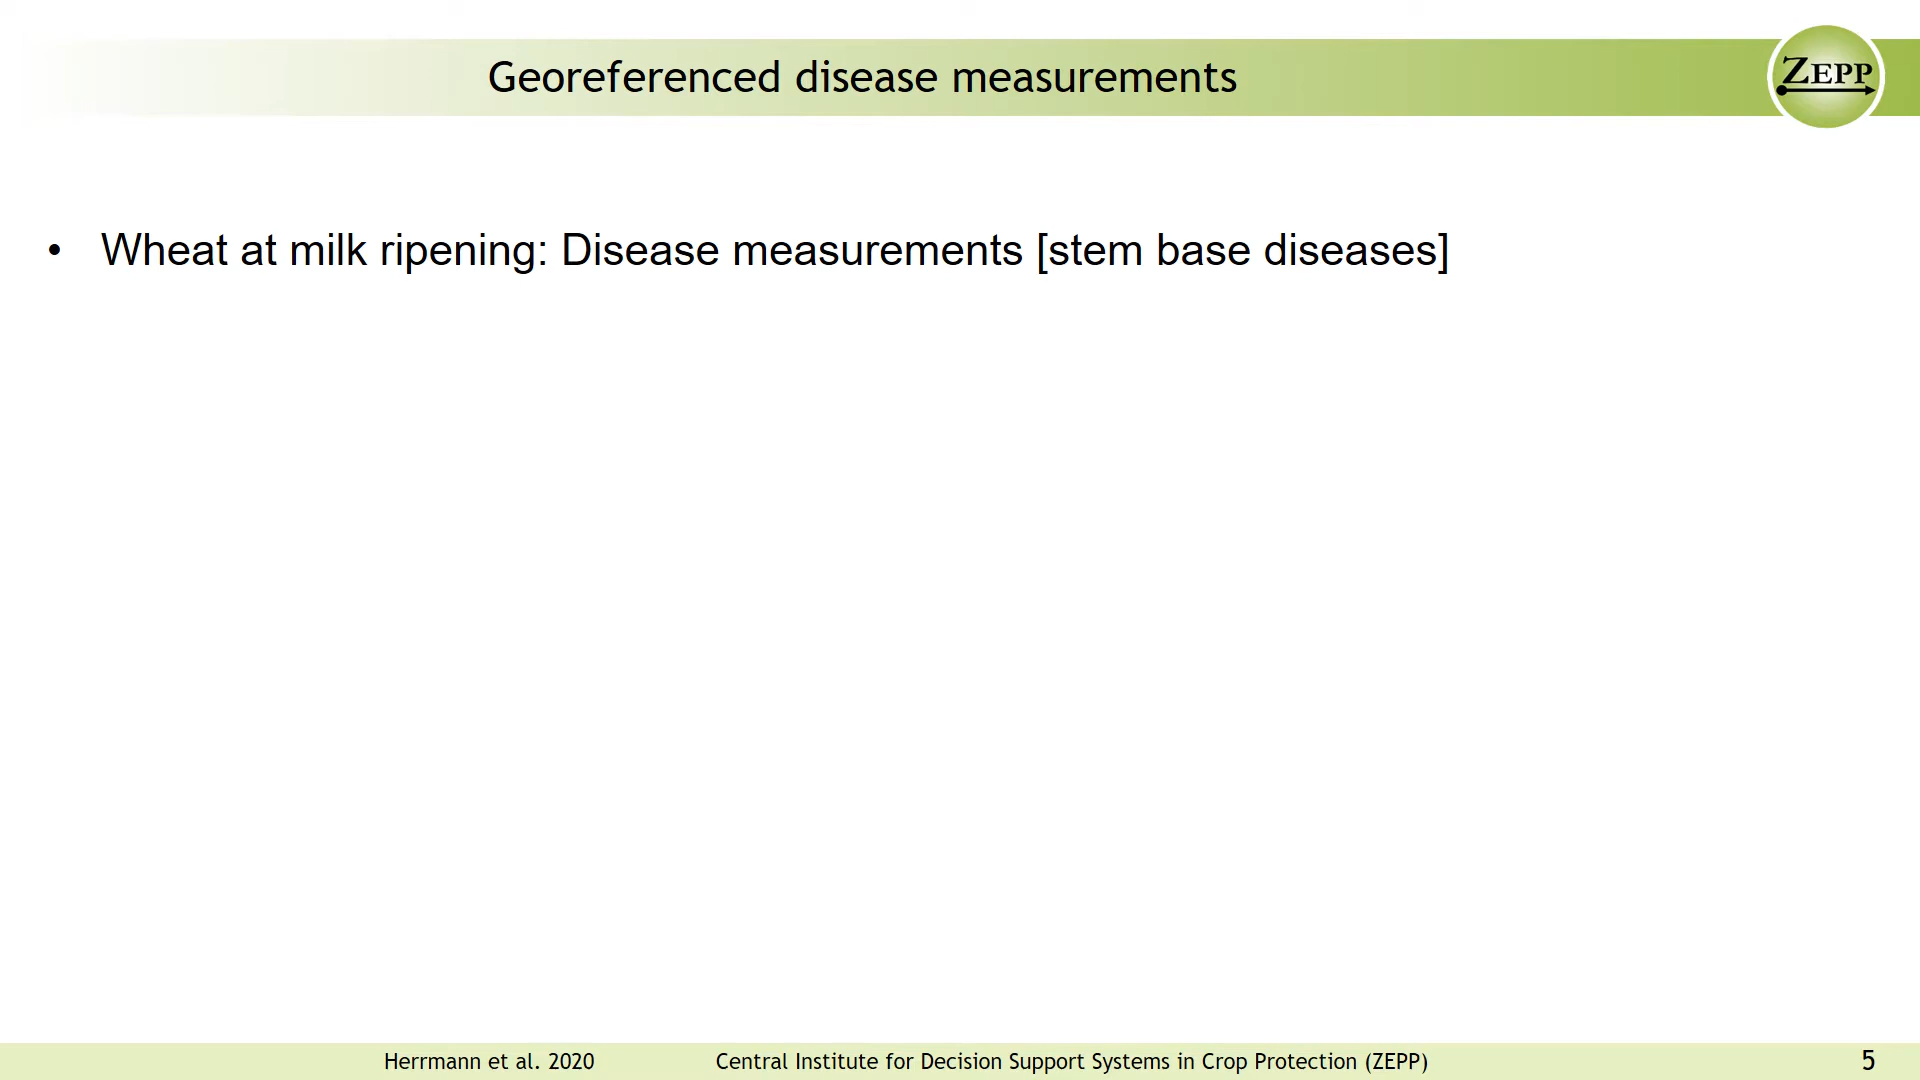 Georeferenced disease measurements
ZEPP
• Wheat at milk ripening: Disease measurements [stem base diseases]
Herrmann et al. 2020 Central Institute for Decision Support Systems in Crop Protection (ZEPP) 5